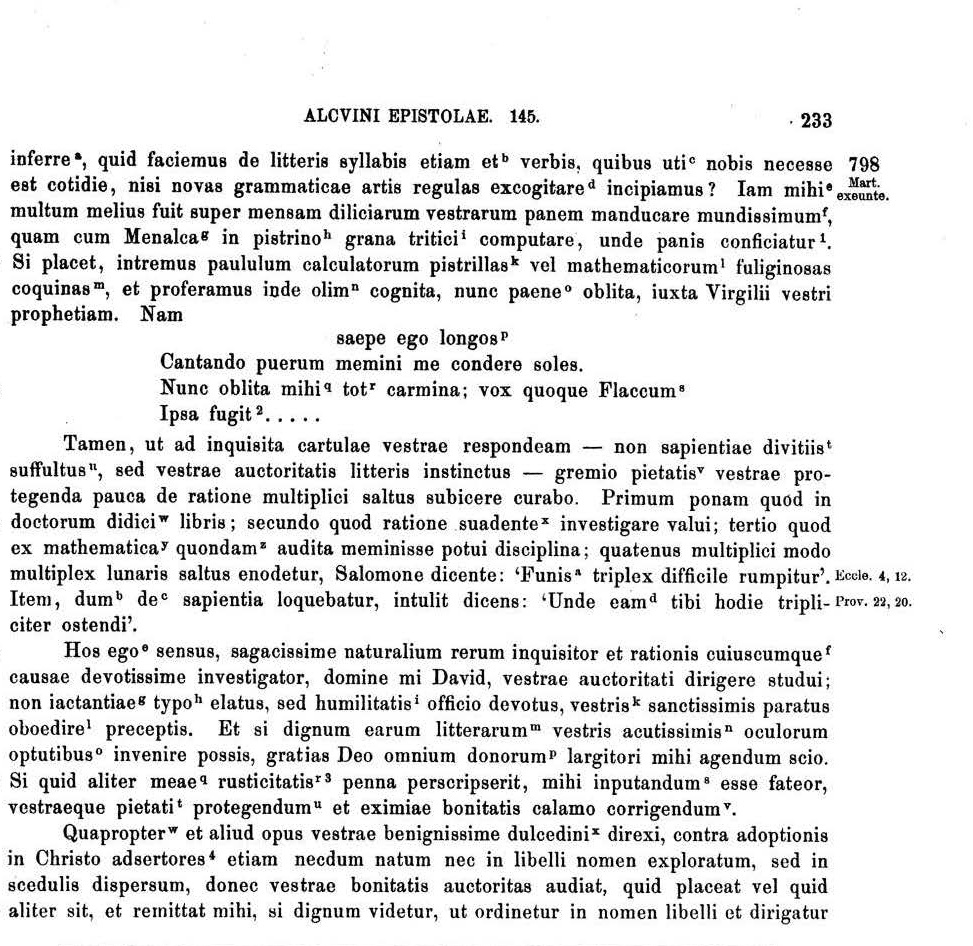 ALCVINI EPISTOLAE. 145.
233
inferre ᵃ, quid faciemus de litteris syllabis etiam et ᵇ verbis, quibus uti ᶜ nobis necesse 798
est cotidie, nisi novas grammaticae artis regulas excogitare ᵈ incipiamus? Iam mihi ᵉ Mart. exeunte.
multum melius fuit super mensam diliciarum vestrarum panem manducare mundissimum ᶠ,
quam cum Menalca ᵍ in pistrino ʰ grana tritici ⁱ computare, unde panis conficiatur ¹.
Si placet, intremus paululum calculatorum pistrillas ᵏ vel mathematicorum ˡ fuliginosas
coquinas ᵐ, et proferamus inde olim ⁿ cognita, nunc paene ᵒ oblita, iuxta Virgilii vestri
prophetiam. Nam
saepe ego longos ᵖ
Cantando puerum memini me condere soles.
Nunc oblita mihi q tot ʳ carmina; vox quoque Flaccum ˢ
Ipsa fugit ². . . . .
Tamen, ut ad inquisita cartulae vestrae respondeam — non sapientiae divitiis ᵗ
suffultus ᵘ, sed vestrae auctoritatis litteris instinctus — gremio pietatis ᵛ vestrae pro-
tegenda pauca de ratione multiplici saltus subicere curabo. Primum ponam quod in
doctorum didici ʷ libris; secundo quod ratione suadente ˣ investigare valui; tertio quod
ex mathematica ʸ quondam ᶻ audita meminisse potui disciplina; quatenus multiplici modo
multiplex lunaris saltus enodetur, Salomone dicente: ‘Funis ᵃ triplex difficile rumpitur’. Eccle. 4, 12.
Item, dum ᵇ de ᶜ sapientia loquebatur, intulit dicens: ‘Unde eam ᵈ tibi hodie tripli- Prov. 22, 20.
citer ostendi’.
Hos ego ᵉ sensus, sagacissime naturalium rerum inquisitor et rationis cuiuscumque ᶠ
causae devotissime investigator, domine mi David, vestrae auctoritati dirigere studui;
non iactantiae ᵍ typo ʰ elatus, sed humilitatis ⁱ officio devotus, vestris ᵏ sanctissimis paratus
oboedire ˡ preceptis. Et si dignum earum litterarum ᵐ vestris acutissimis ⁿ oculorum
optutibus ᵒ invenire possis, gratias Deo omnium donorum ᵖ largitori mihi agendum scio.
Si quid aliter meae q rusticitatis ʳ ³ penna perscripserit, mihi inputandum ˢ esse fateor,
vestraeque pietati ᵗ protegendum ᵘ et eximiae bonitatis calamo corrigendum ᵛ.
Quapropter ʷ et aliud opus vestrae benignissime dulcedini ˣ direxi, contra adoptionis
in Christo adsertores ⁴ etiam necdum natum nec in libelli nomen exploratum, sed in
scedulis dispersum, donec vestrae bonitatis auctoritas audiat, quid placeat vel quid
aliter sit, et remittat mihi, si dignum videtur, ut ordinetur in nomen libelli et dirigatur